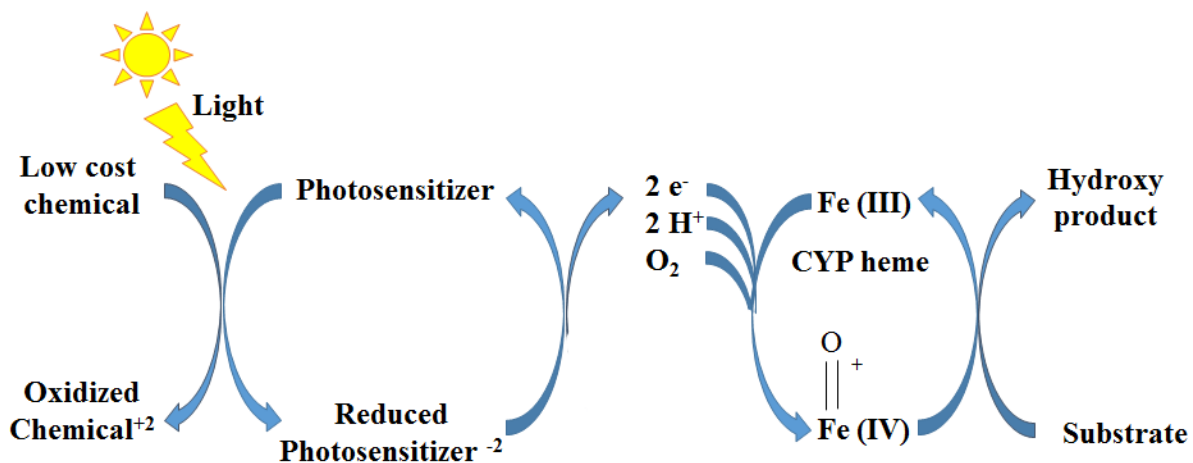 Light
Low cost
chemical
Photosensitizer
2 e⁻
2 H⁺
O₂
Fe (III)
Hydroxy
product
CYP heme
O
+
Oxidized
Chemical⁺²
Reduced
Photosensitizer ⁻²
Fe (IV)
Substrate